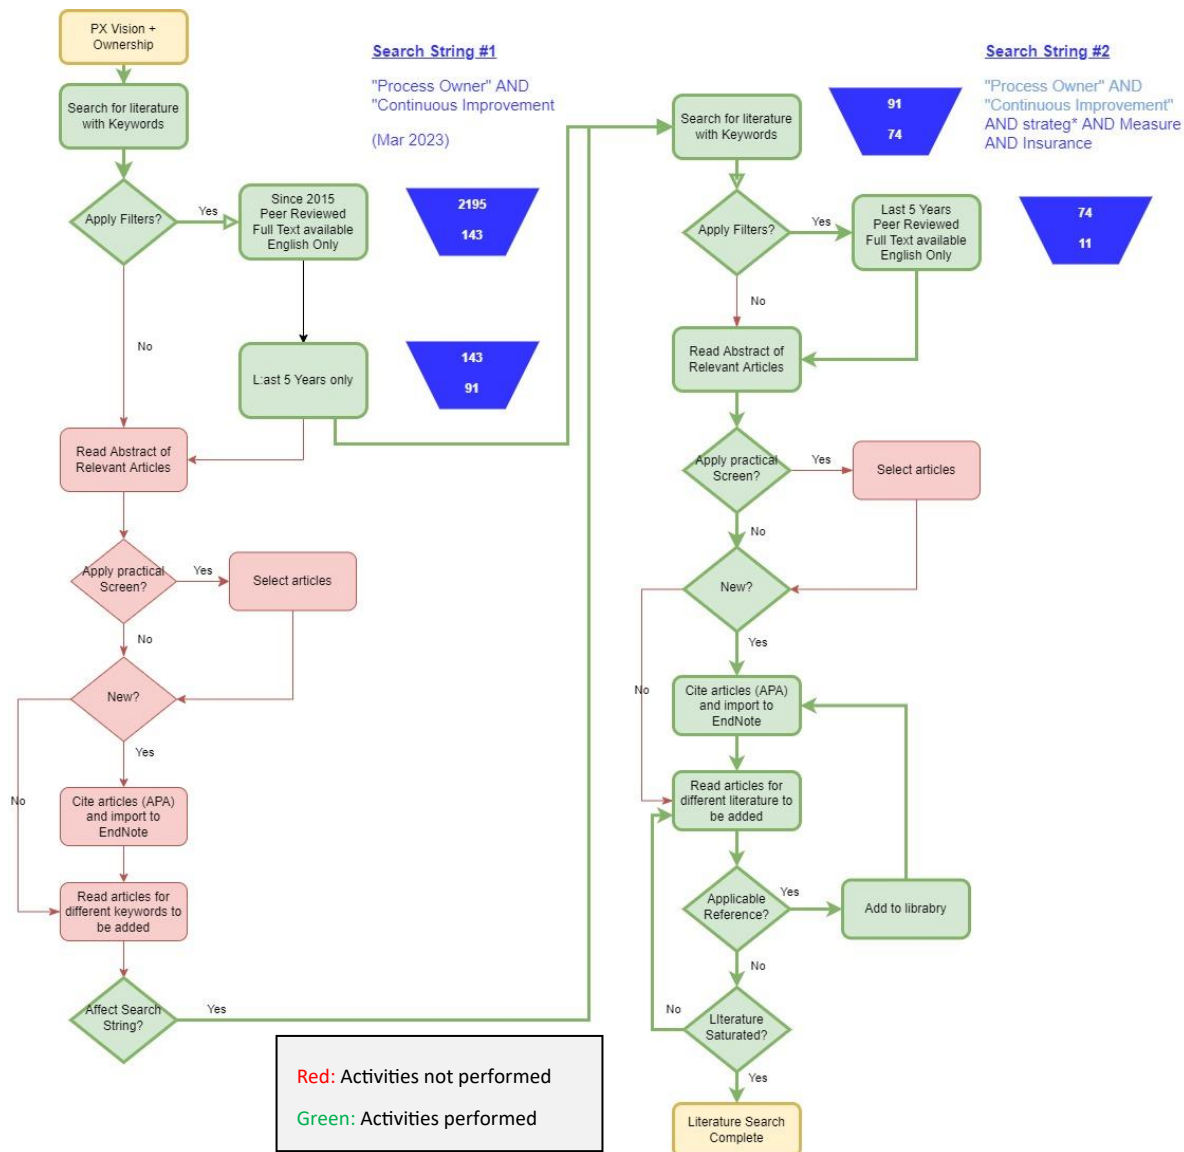 PX Vision +
Ownership
Search for literature
with Keywords
Apply Filters?
Yes
Since 2015
Peer Reviewed
Full Text available
English Only
No
L:ast 5 Years only
Read Abstract of
Relevant Articles
Apply practical
Screen?
Yes
Select articles
No
New?
Yes
No
Cite articles (APA)
and import to
EndNote
Read articles for
different keywords to
be added
Affect Search
String?
Yes
Search String #1
"Process Owner" AND
"Continuous Improvement
(Mar 2023)
2195
143
143
91
Red: Activities not performed
Green: Activities performed
Search for literature
with Keywords
91
74
Search String #2
"Process Owner" AND
"Continuous Improvement"
AND strateg* AND Measure
AND Insurance
Apply Filters?
Yes
Last 5 Years
Peer Reviewed
Full Text available
English Only
74
11
No
Read Abstract of
Relevant Articles
Apply practical
Screen?
Yes
Select articles
No
New?
Yes
No
Cite articles (APA)
and import to
EndNote
Read articles for
different literature to
be added
Applicable
Reference?
Yes
Add to librabry
No
No
LIterature
Saturated?
Yes
Literature Search
Complete